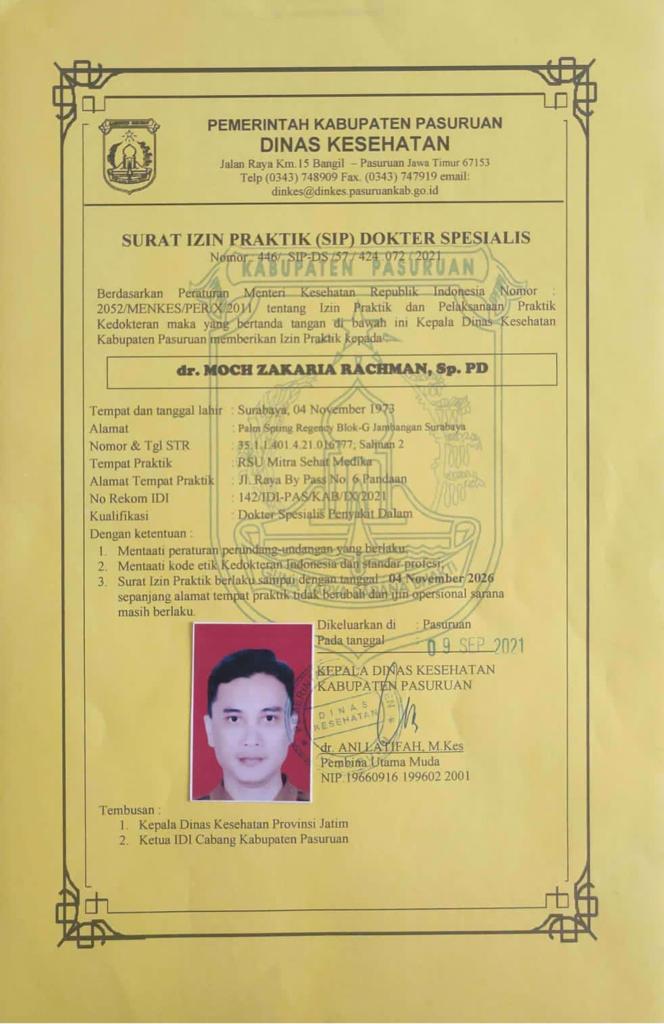 PEMERINTAH KABUPATEN PASURUAN
DINAS KESEHATAN
Jalan Raya Km.15 Bangil – Pasuruan Jawa Timur 67153
Telp (0343) 748909 Fax. (0343) 747919 email:
dinkes@dinkes.pasuruankab.go.id
SURAT IZIN PRAKTIK (SIP) DOKTER SPESIALIS
Nomor : 446/ SIP-DS /57 / 424. 072 / 2021
KABUPATEN PASURUAN
Berdasarkan Peraturan Menteri Kesehatan Republik Indonesia Nomor :
2052/MENKES/PER/X/2011 tentang Izin Praktik dan Pelaksanaan Praktik
Kedokteran maka yang bertanda tangan di bawah ini Kepala Dinas Kesehatan
Kabupaten Pasuruan memberikan Izin Praktik kepada
dr. MOCH ZAKARIA RACHMAN, Sp. PD
Tempat dan tanggal lahir : Surabaya, 04 November 1973
Alamat : Palm Spring Regency Blok-G Jambangan Surabaya
Nomor & Tgl STR : 35.1.1.401.4.21.016777; Salinan 2
Tempat Praktik : RSU Mitra Sehat Medika
Alamat Tempat Praktik : Jl. Raya By Pass No. 6 Pandaan
No Rekom IDI : 142/IDI-PAS/KAB/IX/2021
Kualifikasi : Dokter Spesialis Penyakit Dalam
Dengan ketentuan :
1. Mentaati peraturan perundang-undangan yang berlaku;
2. Mentaati kode etik Kedokteran Indonesia dan standar profesi;
3. Surat Izin Praktik berlaku sampai dengan tanggal : 04 November 2026
sepanjang alamat tempat praktik tidak berubah dan ijin opersional sarana
masih berlaku.
Dikeluarkan di : Pasuruan
Pada tanggal : 09 SEP 2021
KEPALA DINAS KESEHATAN
KABUPATEN PASURUAN
DINAS
KESEHATAN
dr. ANI LATIFAH, M.Kes
Pembina Utama Muda
NIP 19660916 199602 2001
Tembusan :
1. Kepala Dinas Kesehatan Provinsi Jatim
2. Ketua IDI Cabang Kabupaten Pasuruan